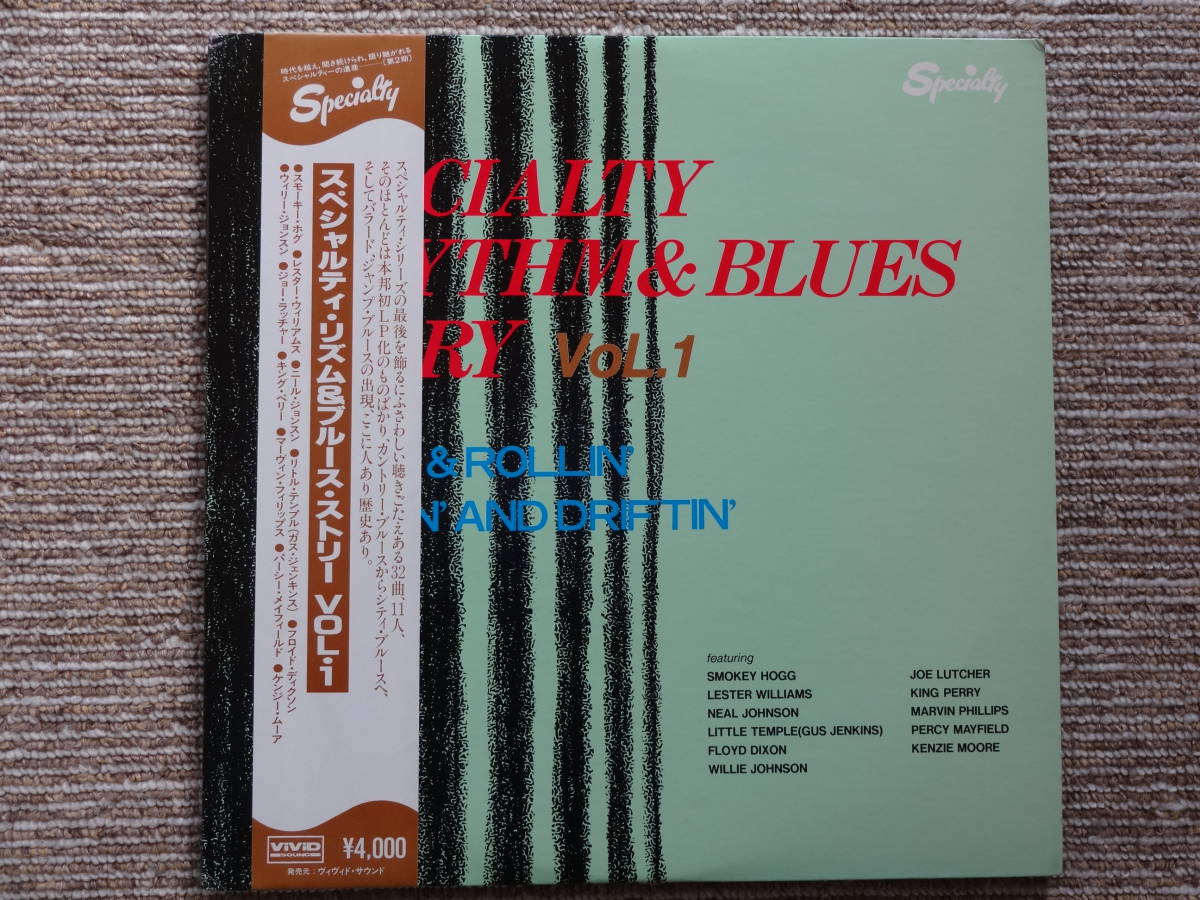 時代を越え、聞き続けられ、語り継がれる
スペシャルティーの遺産——〔第2期〕
Specialty
スペシャルティ・リズム&ブルース・ストリー VOL.1
スペシャルティシリーズの最後を飾るにふさわしい聴きごたえある32曲、11人、
そのほとんどは本邦初LP化のものばかり、カントリー・ブルースからシティ・ブルースへ、
そしてバラード、ジャンプ・ブルースの出現、ここに人あり歴史あり。
●スモーキー・ホグ ●レスター・ウィリアムス ●ニール・ジョンスン ●リトル・テンプル(ガス・ジェンキンス) ●フロイド・ディクソン
●ウィリー・ジョンスン ●ジョー・ラッチャー ●キング・ペリー ●マーヴィン・フィリップス ●パーシー・メイフィールド ●ケンジー・ムーア
ViViD
SOUND
¥4,000
発売元：ヴィヴィド・サウンド
Specialty
CIALTY
YTHM & BLUES
RY VOL.1
& ROLLIN'
N' AND DRIFTIN'
featuring
SMOKEY HOGG
LESTER WILLIAMS
NEAL JOHNSON
LITTLE TEMPLE(GUS JENKINS)
FLOYD DIXON
WILLIE JOHNSON
JOE LUTCHER
KING PERRY
MARVIN PHILLIPS
PERCY MAYFIELD
KENZIE MOORE